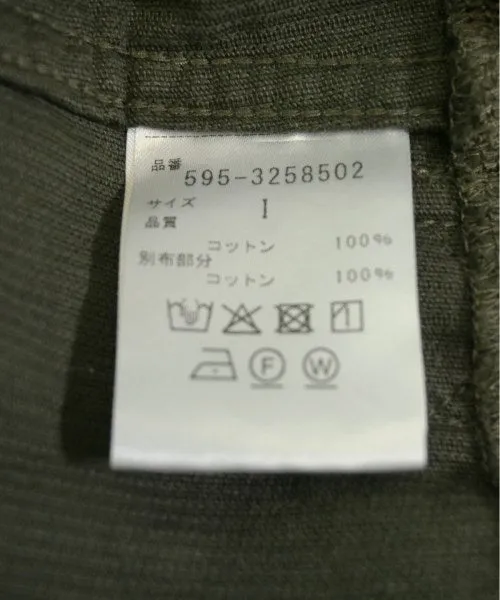 品番 595-3258502
サイズ I
品質
コットン 100%
別布部分
コットン 100%
F W